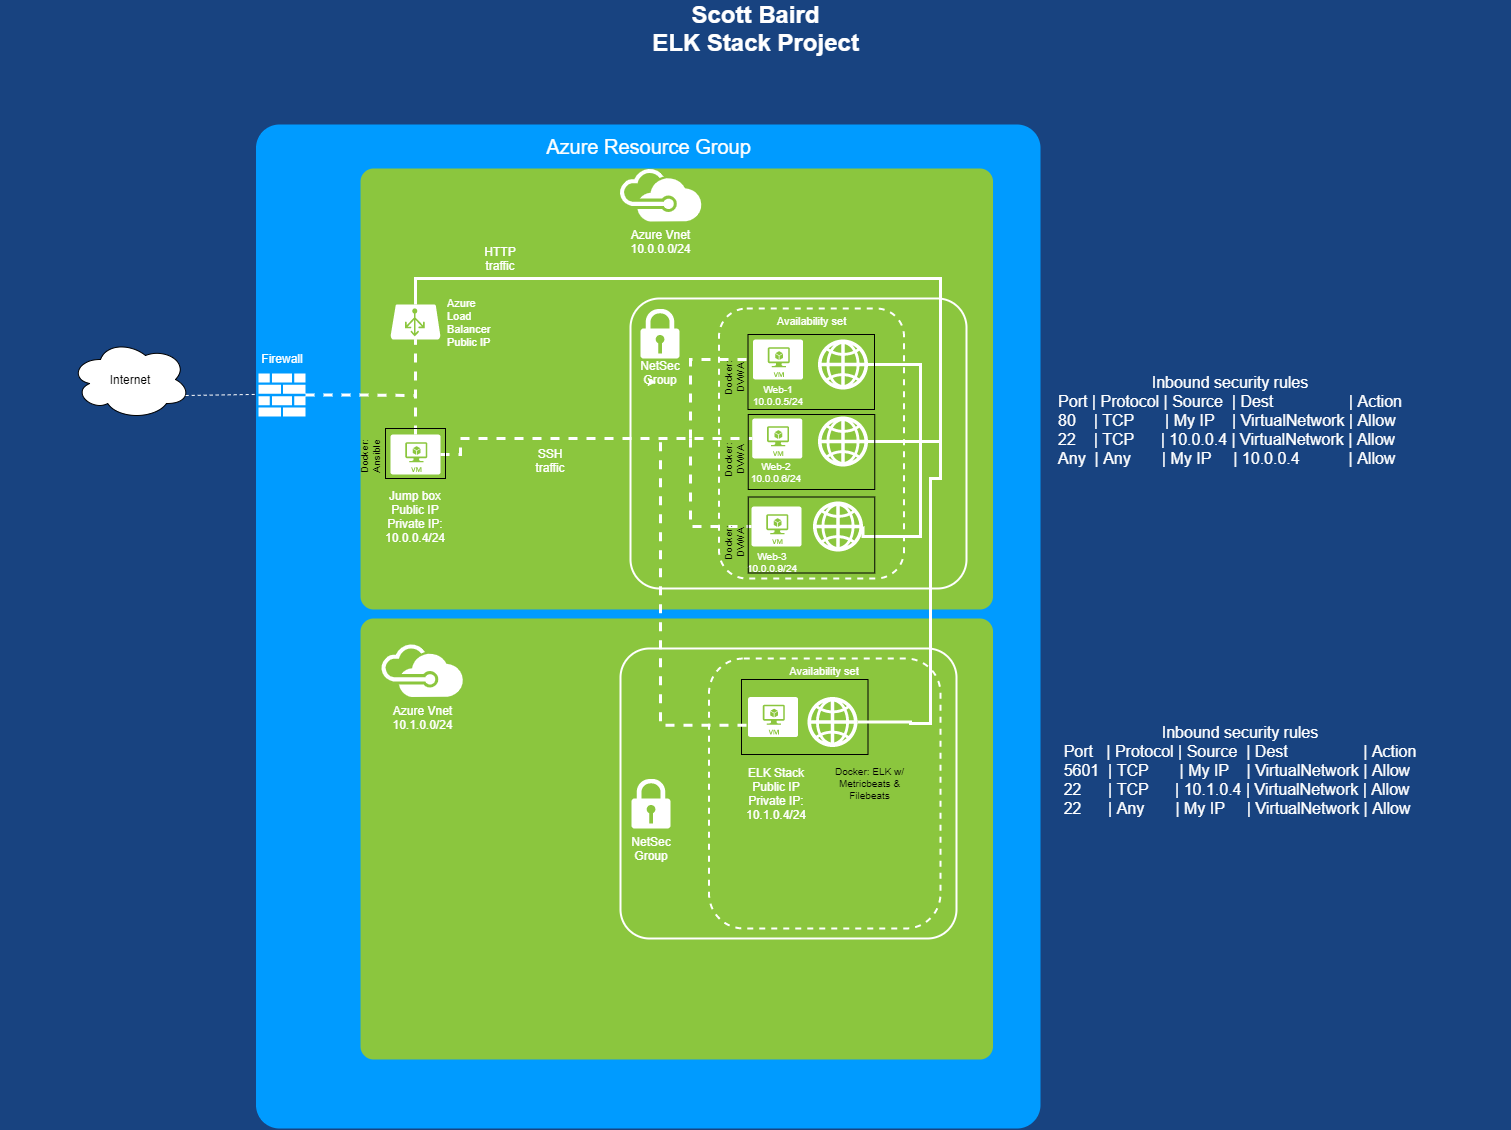 Scott Baird
ELK Stack Project
Azure Resource Group
Azure Vnet
10.0.0.0/24
HTTP
traffic
Azure
Load
Balancer
Public IP
Availability set
NetSec
Group
Docker:
DVWA
VM
Web-1
10.0.0.5/24
Internet
Firewall
Docker:
Ansible
VM
Jump box
Public IP
Private IP:
10.0.0.4/24
SSH
traffic
Docker:
DVWA
VM
Web-2
10.0.0.6/24
Docker:
DVWA
VM
Web-3
10.0.0.9/24
Inbound security rules
Port | Protocol | Source | Dest | Action
80 | TCP | My IP | VirtualNetwork | Allow
22 | TCP | 10.0.0.4 | VirtualNetwork | Allow
Any | Any | My IP | 10.0.0.4 | Allow
Azure Vnet
10.1.0.0/24
Availability set
VM
ELK Stack
Public IP
Private IP:
10.1.0.4/24
Docker: ELK w/
Metricbeats &
Filebeats
NetSec
Group
Inbound security rules
Port | Protocol | Source | Dest | Action
5601 | TCP | My IP | VirtualNetwork | Allow
22 | TCP | 10.1.0.4 | VirtualNetwork | Allow
22 | Any | My IP | VirtualNetwork | Allow